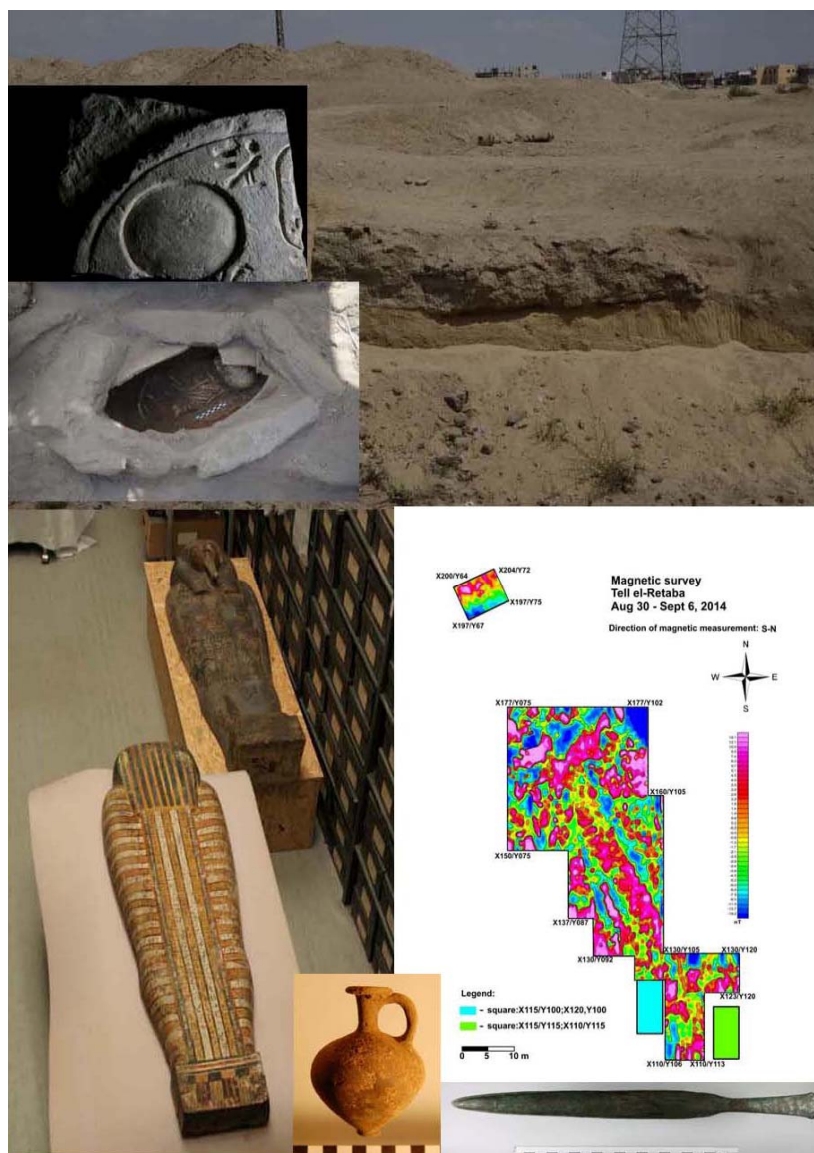 X200/Y64
X204/Y72
X197/Y75
X197/Y67
Magnetic survey
Tell el-Retaba
Aug 30 - Sept 6, 2014
Direction of magnetic measurement: S-N
N
W
E
S
X177/Y075
X177/Y102
X160/Y105
X150/Y075
X137/Y087
X130/Y092
X130/Y105
X130/Y120
X123/Y120
X110/Y106
X110/Y113
nT
Legend:
- square:X115/Y100;X120,Y100
- square:X115/Y115;X110/Y115
0 5 10 m